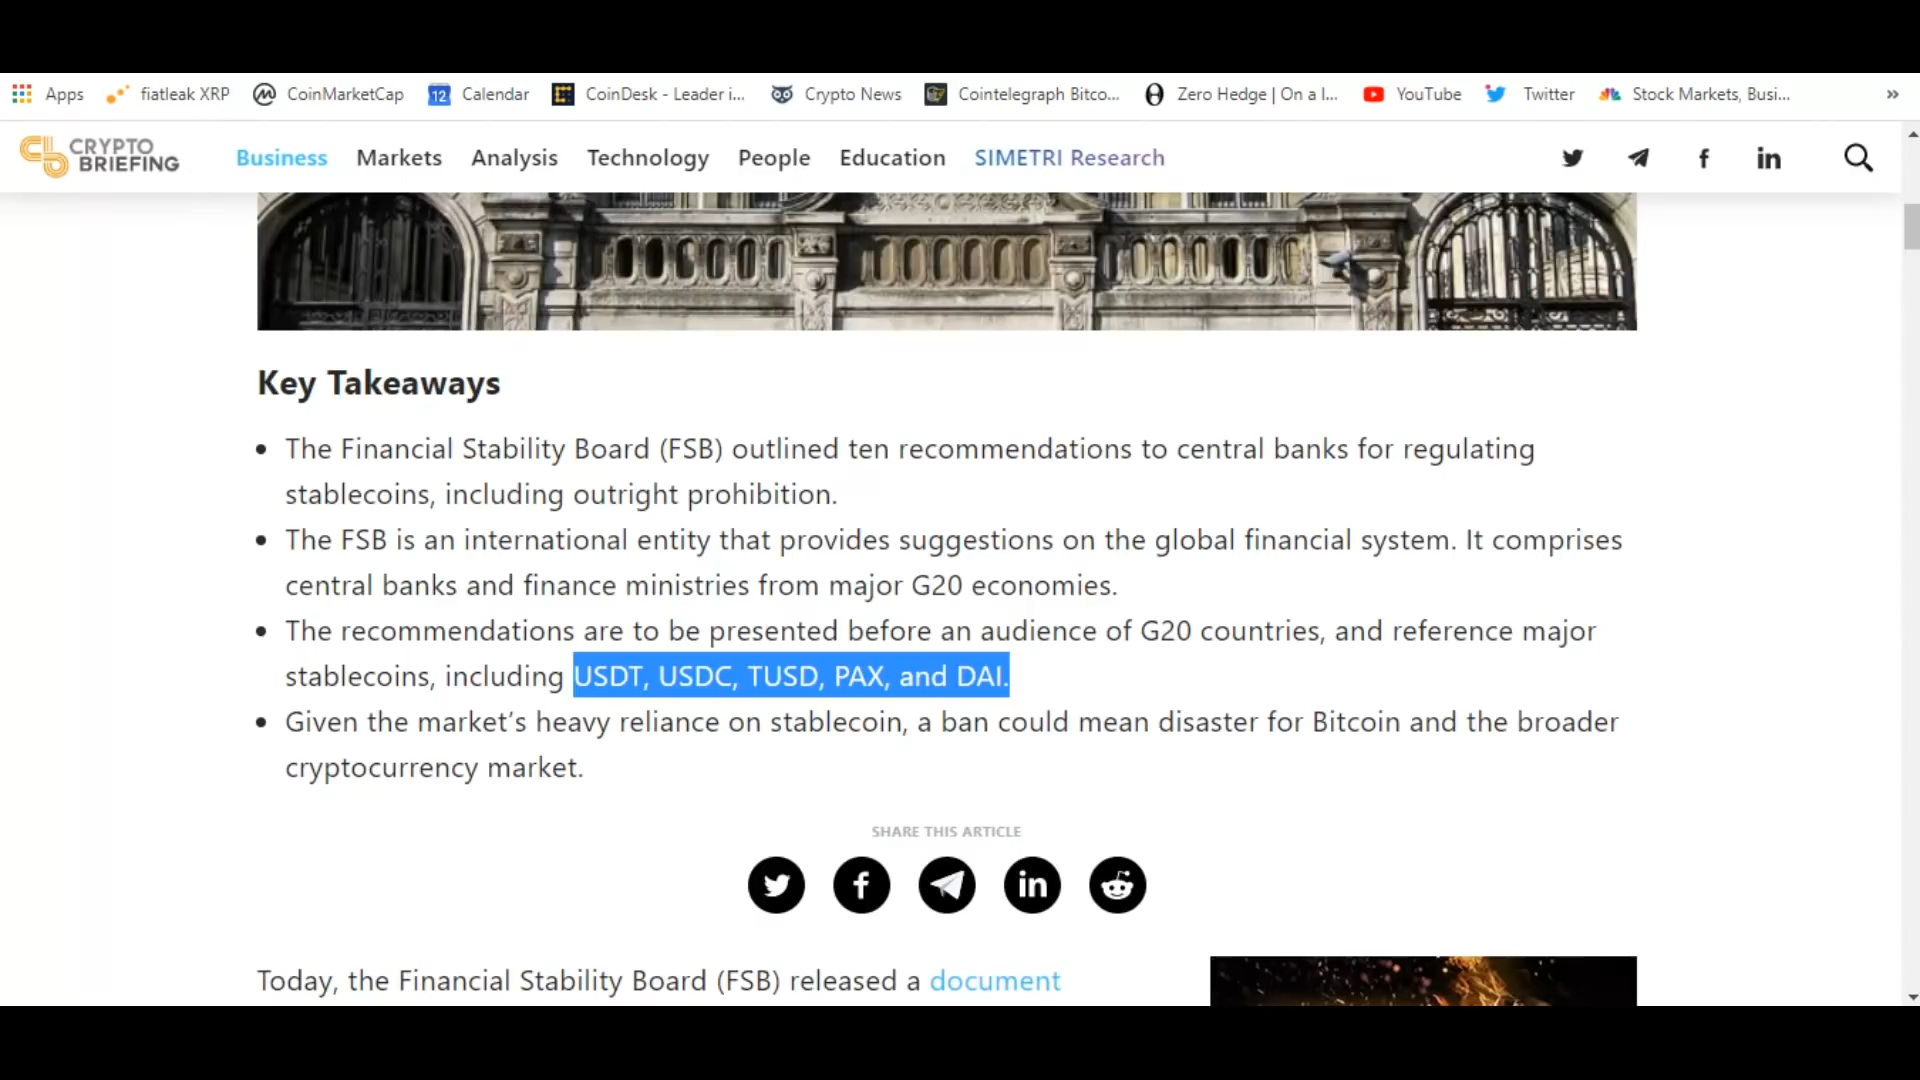 Apps fiatleak XRP CoinMarketCap 12 Calendar CoinDesk - Leader i... Crypto News Cointelegraph Bitco... Zero Hedge | On a l... YouTube Twitter Stock Markets, Busi... »
CRYPTO
BRIEFING
Business Markets Analysis Technology People Education SIMETRI Research
Key Takeaways
• The Financial Stability Board (FSB) outlined ten recommendations to central banks for regulating
stablecoins, including outright prohibition.
• The FSB is an international entity that provides suggestions on the global financial system. It comprises
central banks and finance ministries from major G20 economies.
• The recommendations are to be presented before an audience of G20 countries, and reference major
stablecoins, including USDT, USDC, TUSD, PAX, and DAI.
• Given the market’s heavy reliance on stablecoin, a ban could mean disaster for Bitcoin and the broader
cryptocurrency market.
SHARE THIS ARTICLE
Today, the Financial Stability Board (FSB) released a document